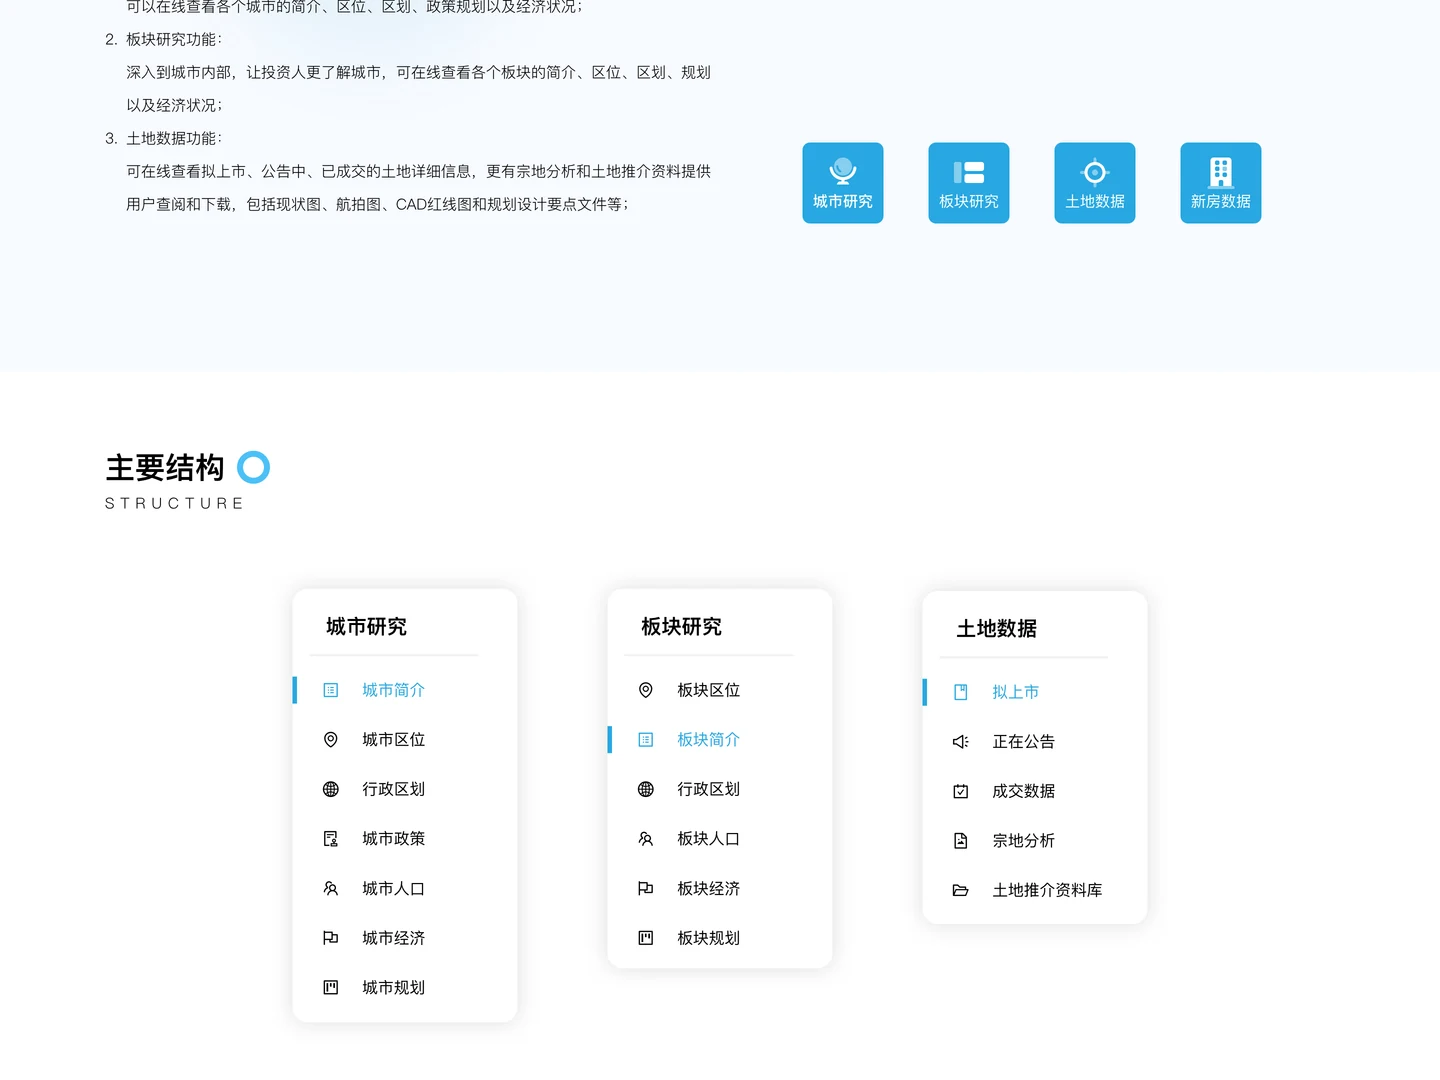 可以在线查看各个城市的简介、区位、区划、政策规划以及经济状况；
2. 板块研究功能：
深入到城市内部，让投资人更了解城市，可在线查看各个板块的简介、区位、区划、规划
以及经济状况；
3. 土地数据功能：
可在线查看拟上市、公告中、已成交的土地详细信息，更有宗地分析和土地推介资料提供
用户查阅和下载，包括现状图、航拍图、CAD红线图和规划设计要点文件等；
城市研究
板块研究
土地数据
新房数据
主要结构
STRUCTURE
城市研究
城市简介
城市区位
行政区划
城市政策
城市人口
城市经济
城市规划
板块研究
板块区位
板块简介
行政区划
板块人口
板块经济
板块规划
土地数据
拟上市
正在公告
成交数据
宗地分析
土地推介资料库